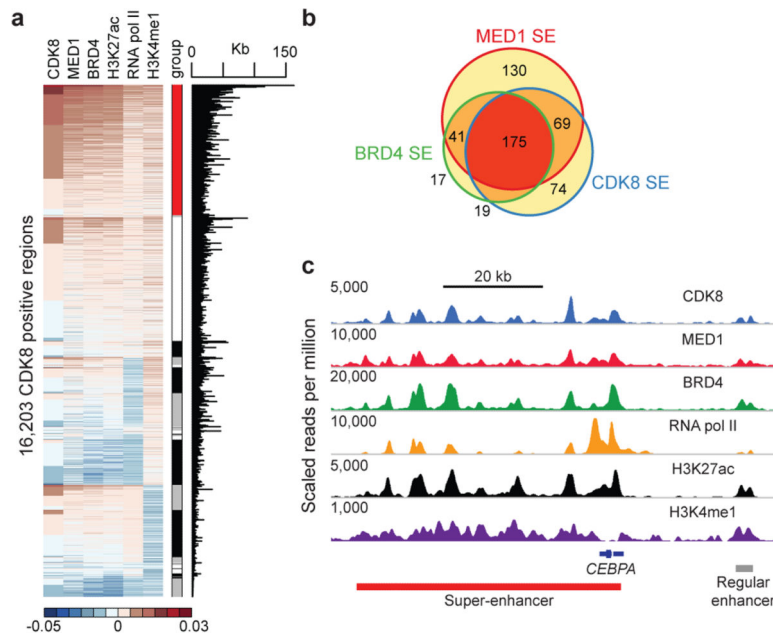 a
CDK8
MED1
BRD4
H3K27ac
RNA pol II
H3K4me1
group
Kb
0
150
16,203 CDK8 positive regions
-0.05
0
0.03
b
MED1 SE
130
41
69
175
BRD4 SE
17
74
CDK8 SE
19
c
5,000
20 kb
CDK8
10,000
MED1
20,000
BRD4
10,000
RNA pol II
5,000
H3K27ac
1,000
H3K4me1
Scaled reads per million
CEBPA
Super-enhancer
Regular
enhancer